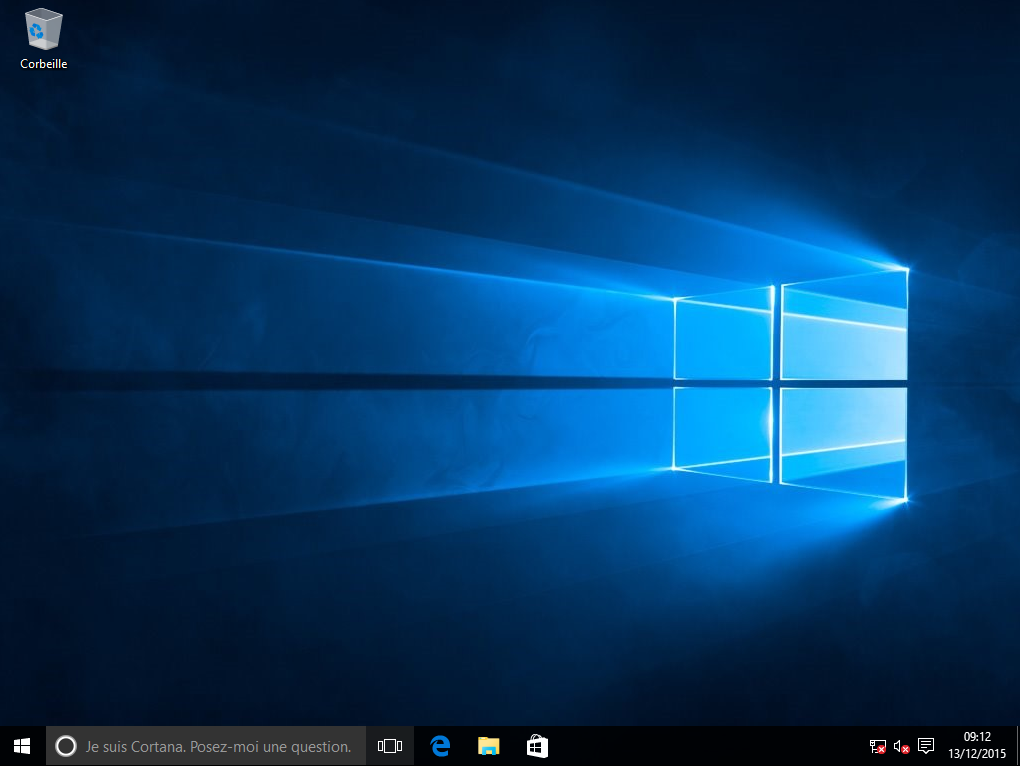 Corbeille
Je suis Cortana. Posez-moi une question.
09:12
13/12/2015